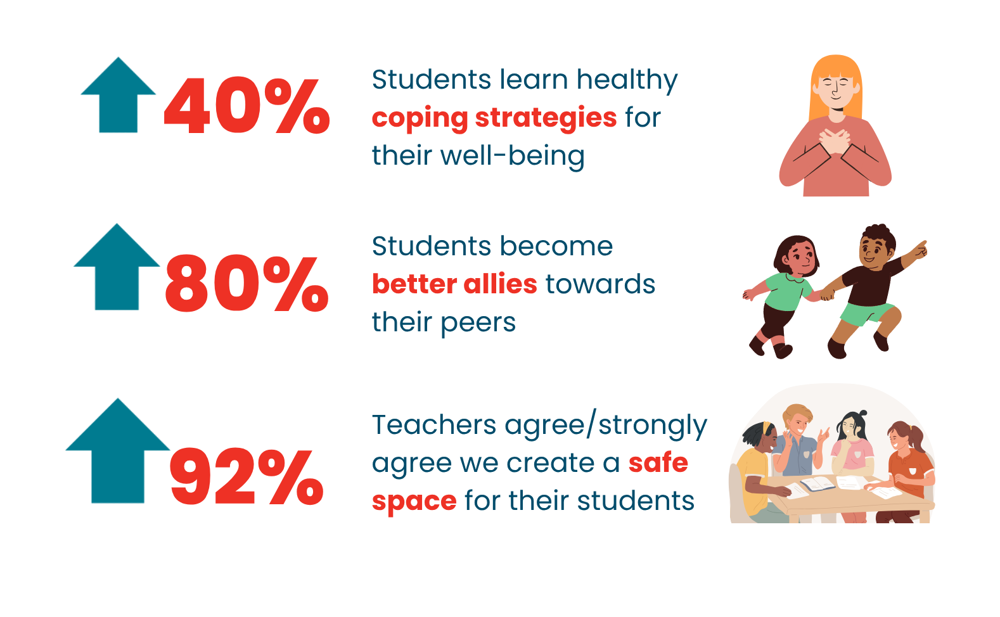 40%
Students learn healthy
coping strategies for
their well-being
80%
Students become
better allies towards
their peers
92%
Teachers agree/strongly
agree we create a safe
space for their students